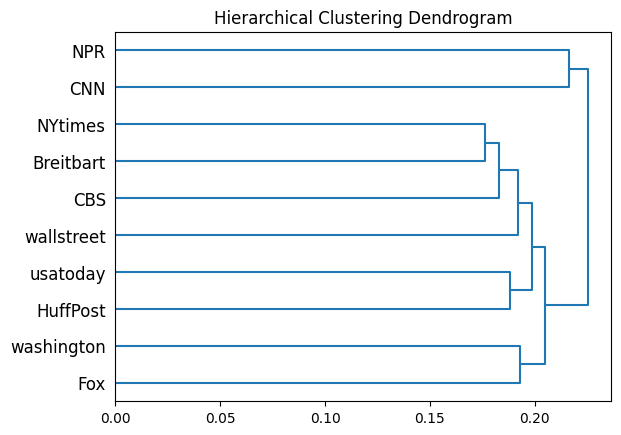 Hierarchical Clustering Dendrogram
NPR
CNN
NYtimes
Breitbart
CBS
wallstreet
usatoday
HuffPost
washington
Fox
0.00 0.05 0.10 0.15 0.20